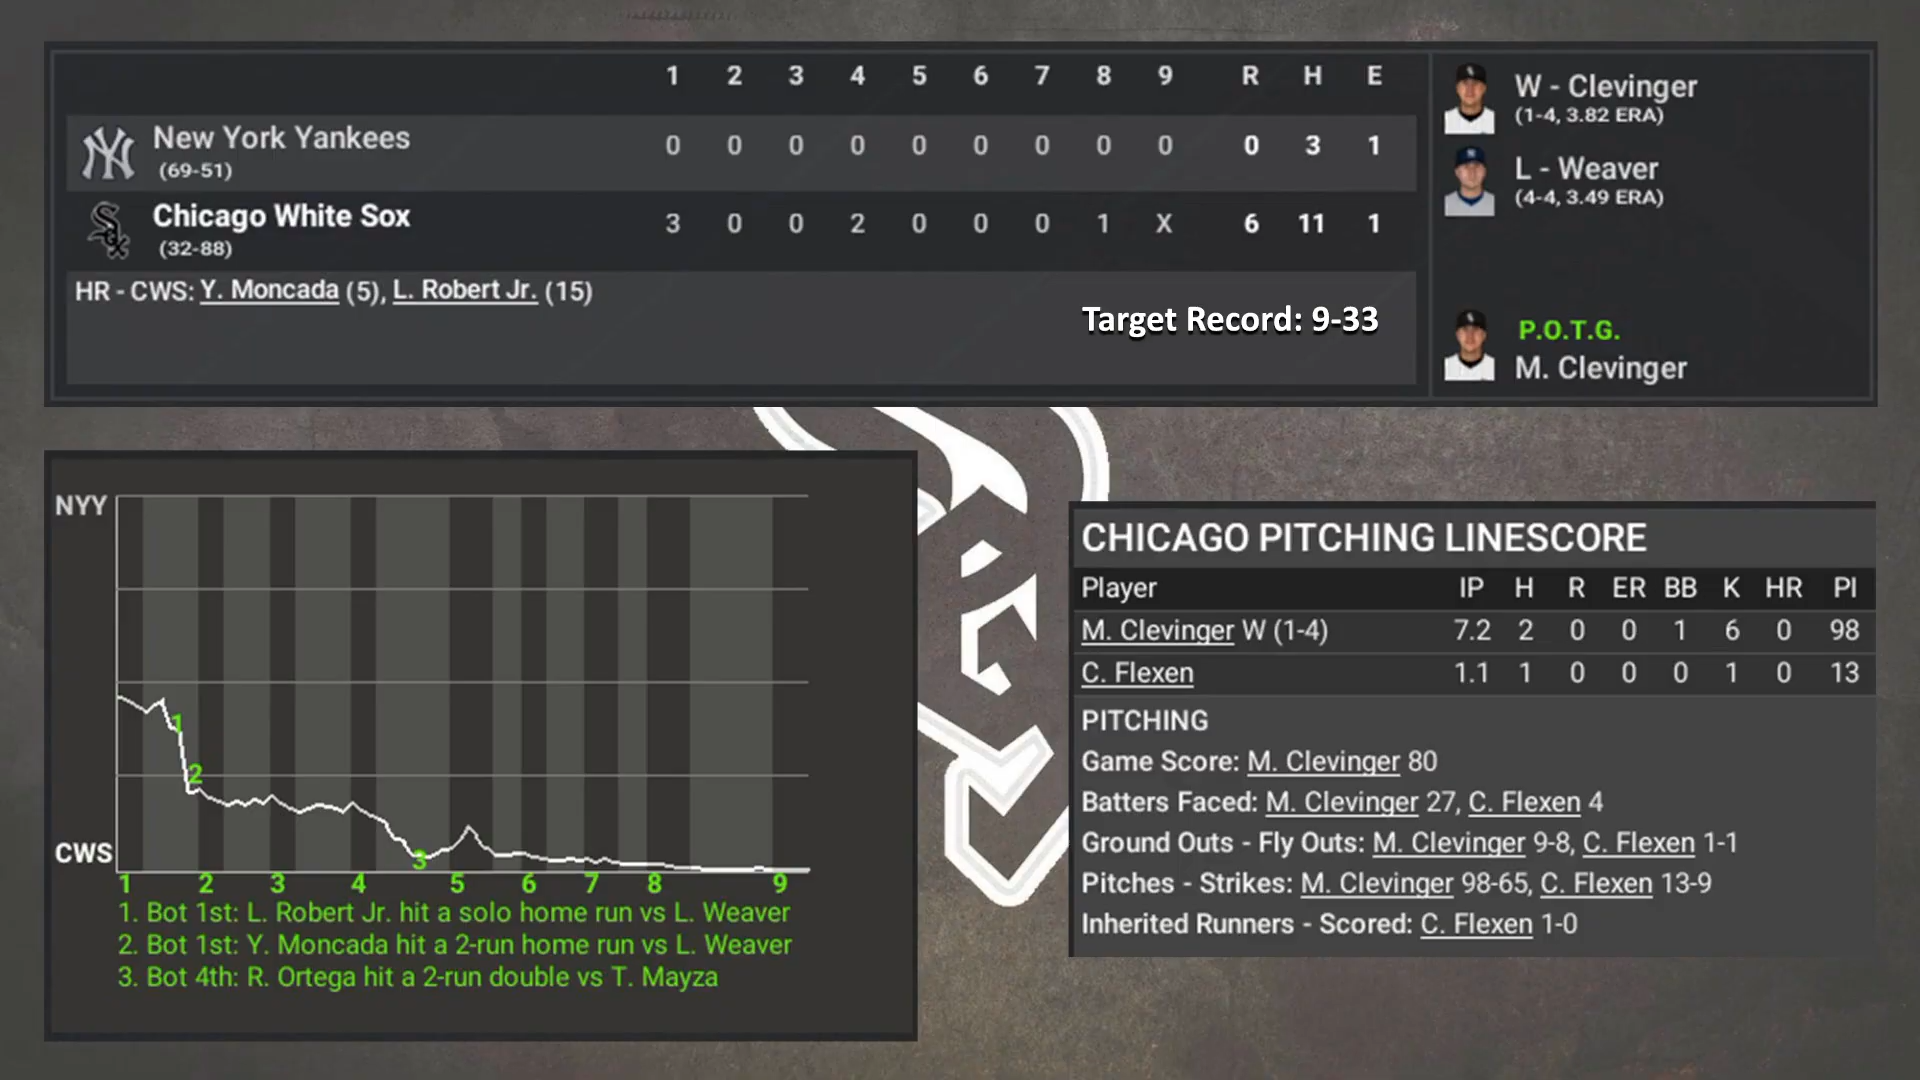 1 2 3 4 5 6 7 8 9 R H E
New York Yankees 0 0 0 0 0 0 0 0 0 0 3 1
(69-51)
Chicago White Sox 3 0 0 2 0 0 0 1 X 6 11 1
(32-88)
HR - CWS: Y. Moncada (5), L. Robert Jr. (15)
Target Record: 9-33
W - Clevinger
(1-4, 3.82 ERA)
L - Weaver
(4-4, 3.49 ERA)
P.O.T.G.
M. Clevinger
NYY
1
2
3
CWS
1 2 3 4 5 6 7 8 9
1. Bot 1st: L. Robert Jr. hit a solo home run vs L. Weaver
2. Bot 1st: Y. Moncada hit a 2-run home run vs L. Weaver
3. Bot 4th: R. Ortega hit a 2-run double vs T. Mayza
CHICAGO PITCHING LINESCORE
Player IP H R ER BB K HR PI
M. Clevinger W (1-4) 7.2 2 0 0 1 6 0 98
C. Flexen 1.1 1 0 0 0 1 0 13
PITCHING
Game Score: M. Clevinger 80
Batters Faced: M. Clevinger 27, C. Flexen 4
Ground Outs - Fly Outs: M. Clevinger 9-8, C. Flexen 1-1
Pitches - Strikes: M. Clevinger 98-65, C. Flexen 13-9
Inherited Runners - Scored: C. Flexen 1-0